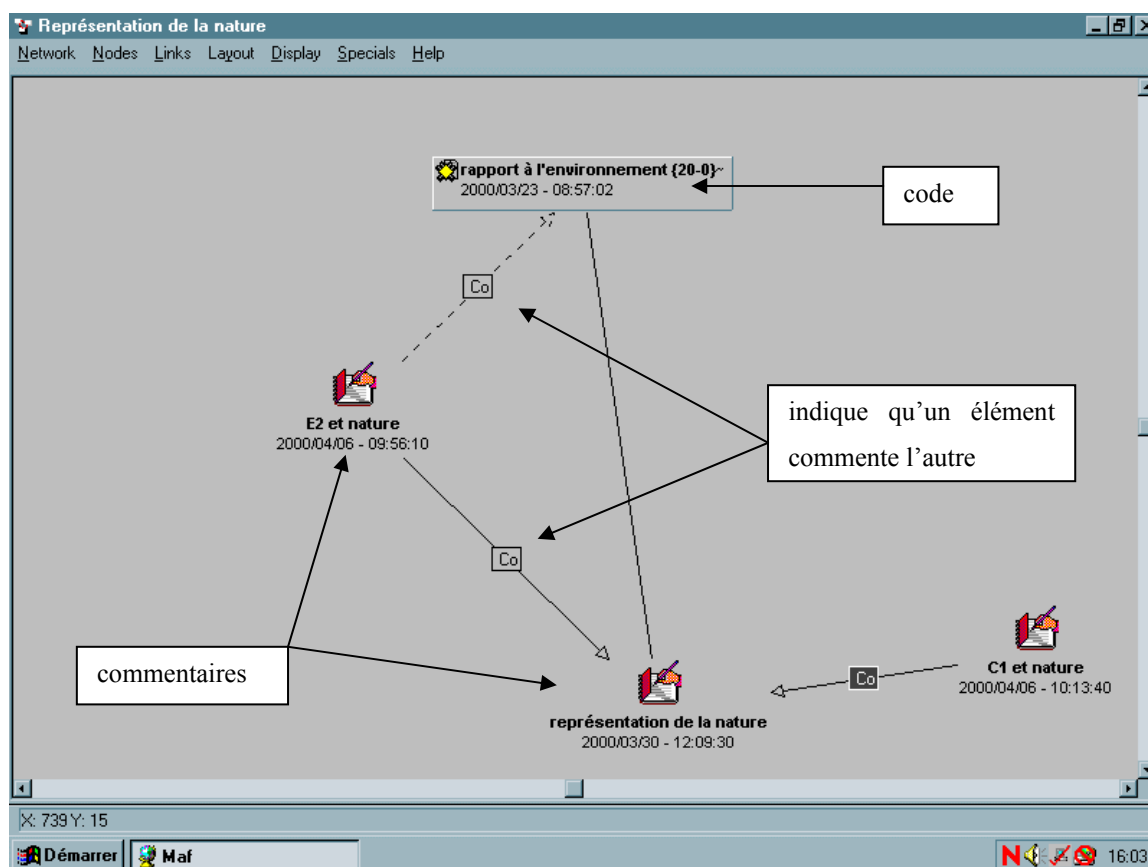 Représentation de la nature
Network Nodes Links Layout Display Specials Help
rapport à l'environnement {20-0}~
2000/03/23 - 08:57:02
code
Co
E2 et nature
2000/04/06 - 09:56:10
indique qu'un élément
commente l'autre
Co
commentaires
C1 et nature
2000/04/06 - 10:13:40
Co
représentation de la nature
2000/03/30 - 12:09:30
X: 739 Y: 15
Démarrer Maf N 16:03